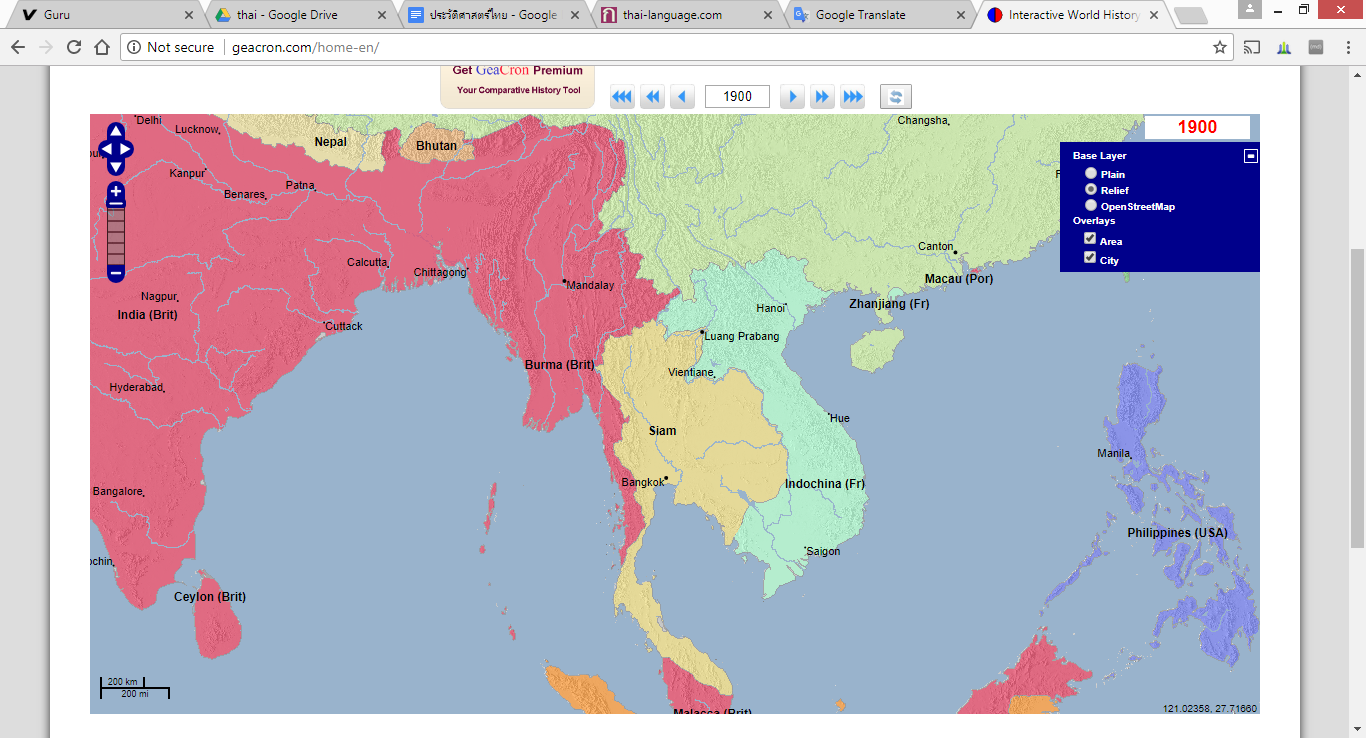 Guru
thai - Google Drive
ประวัติศาสตร์ไทย - Google
thai-language.com
Google Translate
Interactive World History
Not secure
geacron.com/home-en/
Get GeaCron Premium
Your Comparative History Tool
1900
1900
Base Layer
Plain
Relief
OpenStreetMap
Overlays
Area
City
Delhi
Lucknow
Nepal
Bhutan
Changsha
Kanpur
Patna
Benares
Canton
Calcutta
Chittagong
Mandalay
Macau (Por)
Nagpur
India (Brit)
Hanoi
Zhanjiang (Fr)
Cuttack
Luang Prabang
Burma (Brit)
Vientiane
Hyderabad
Hue
Siam
Manila
Bangkok
Indochina (Fr)
Bangalore
Philippines (USA)
Saigon
ochin
Ceylon (Brit)
200 km
200 mi
Malacca (Brit)
121.02358, 27.71660